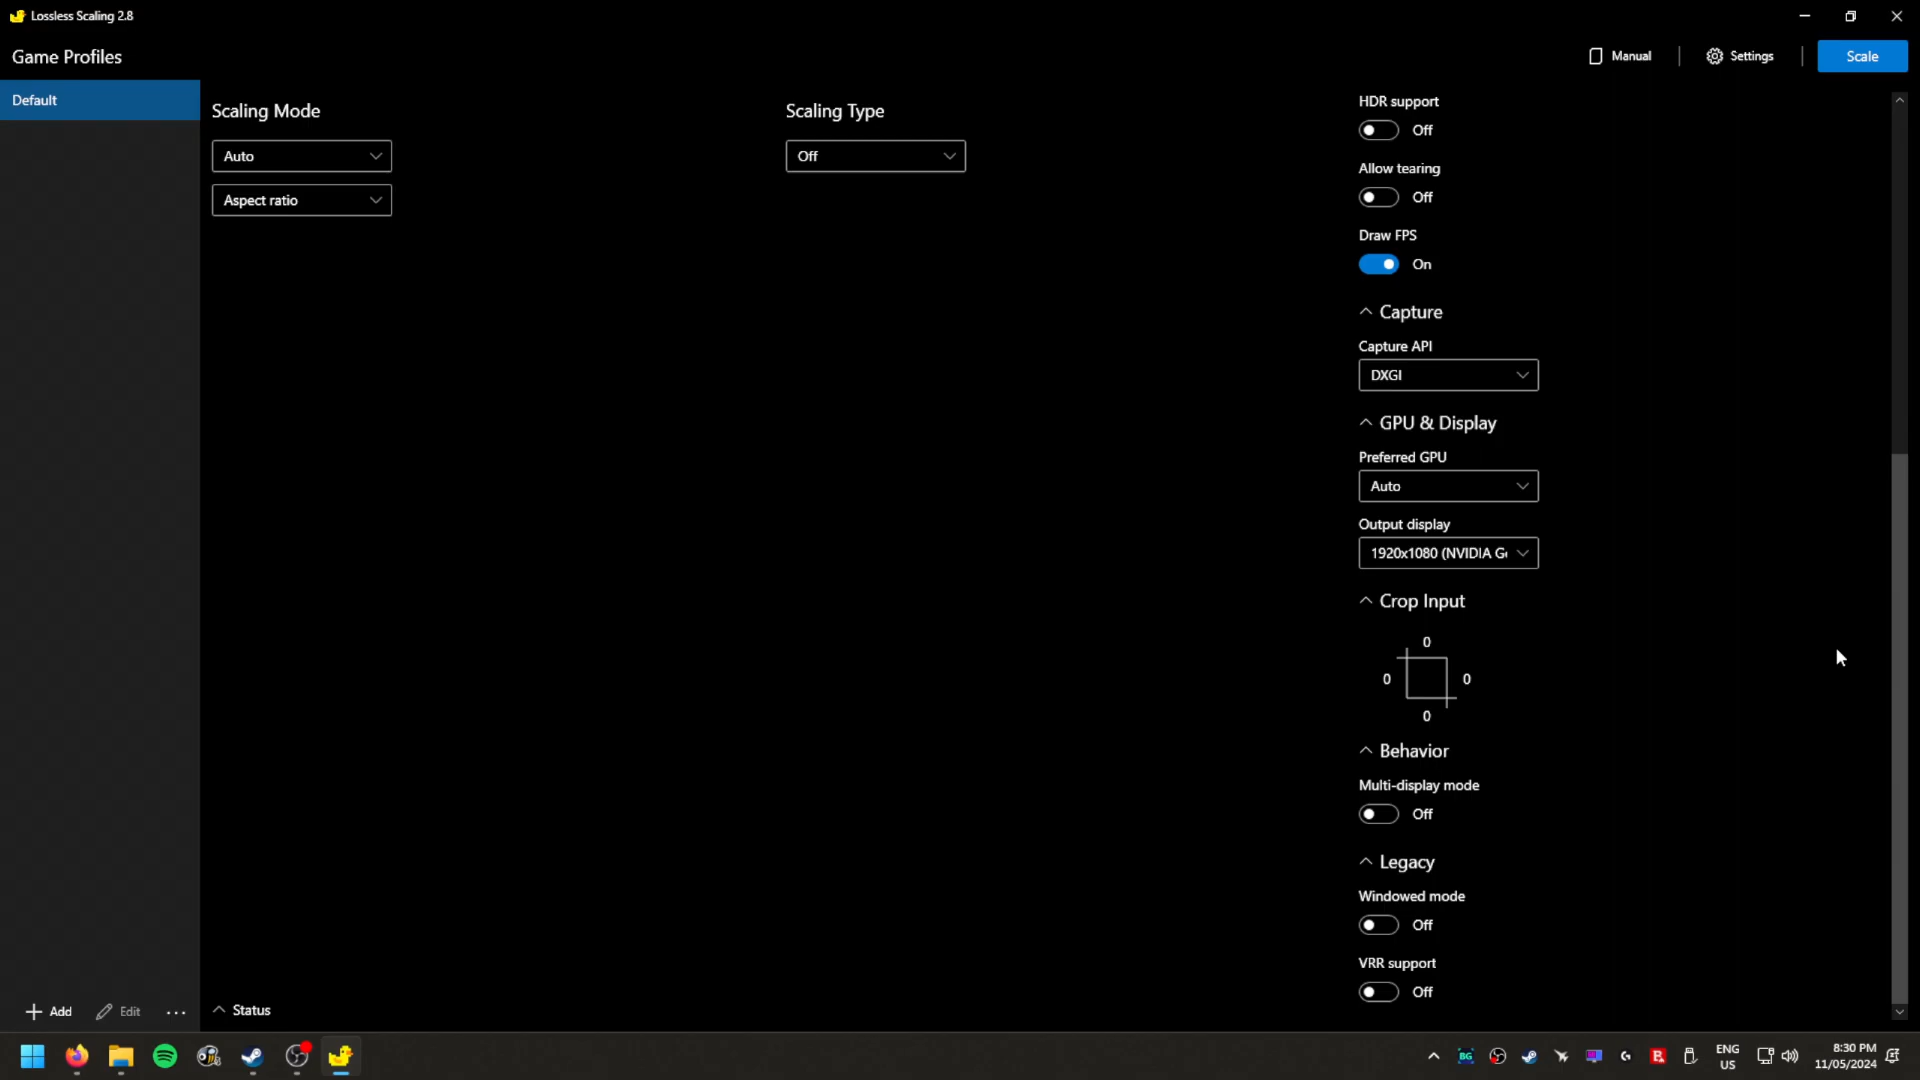 Lossless Scaling 2.8
Game Profiles
Manual
Settings
Scale
Default
Scaling Mode
Auto
Aspect ratio
Scaling Type
Off
HDR support
Off
Allow tearing
Off
Draw FPS
On
Capture
Capture API
DXGI
GPU & Display
Preferred GPU
Auto
Output display
1920x1080 (NVIDIA Ge
Crop Input
0
0 0
0
Behavior
Multi-display mode
Off
Legacy
Windowed mode
Off
VRR support
Off
Add
Edit
...
Status
BG
B
ENG
US
8:30 PM
11/05/2024